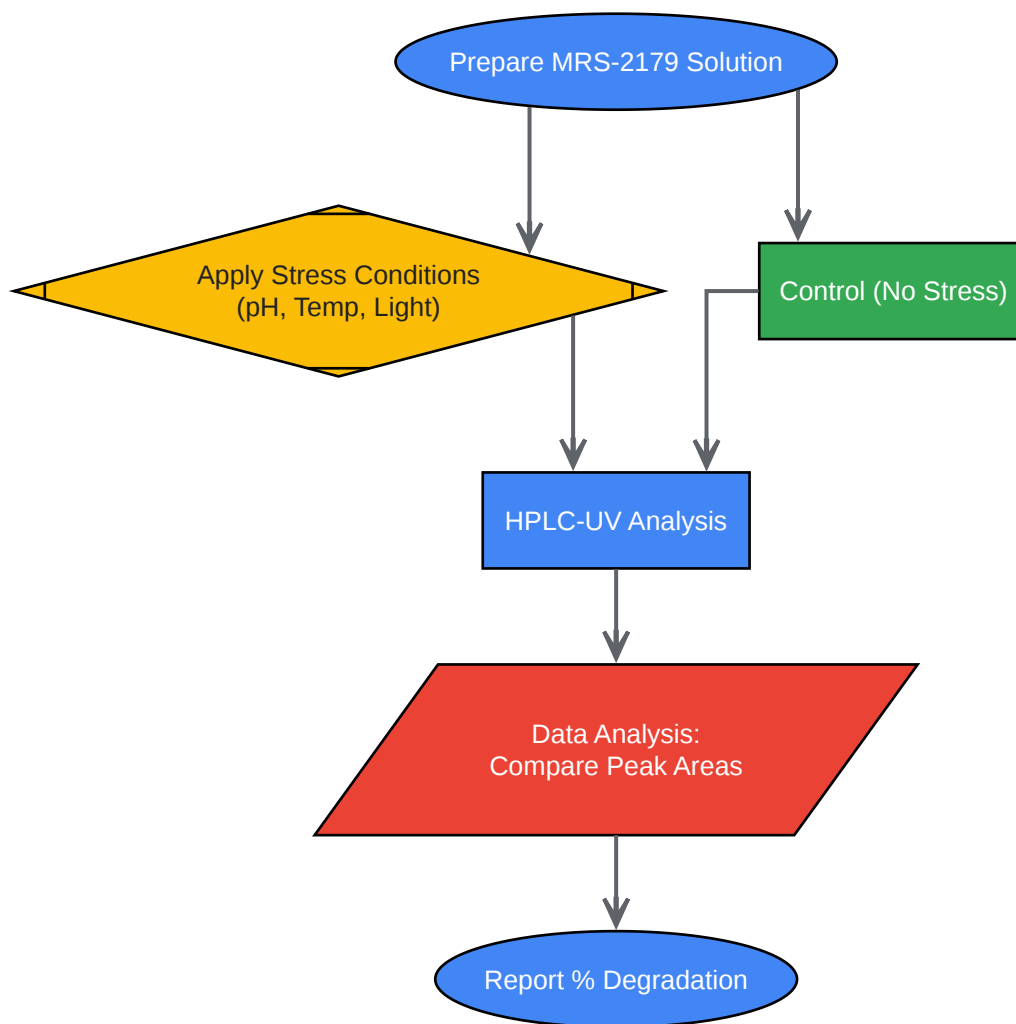 Prepare MRS-2179 Solution
Apply Stress Conditions
(pH, Temp, Light)
Control (No Stress)
HPLC-UV Analysis
Data Analysis:
Compare Peak Areas
Report % Degradation